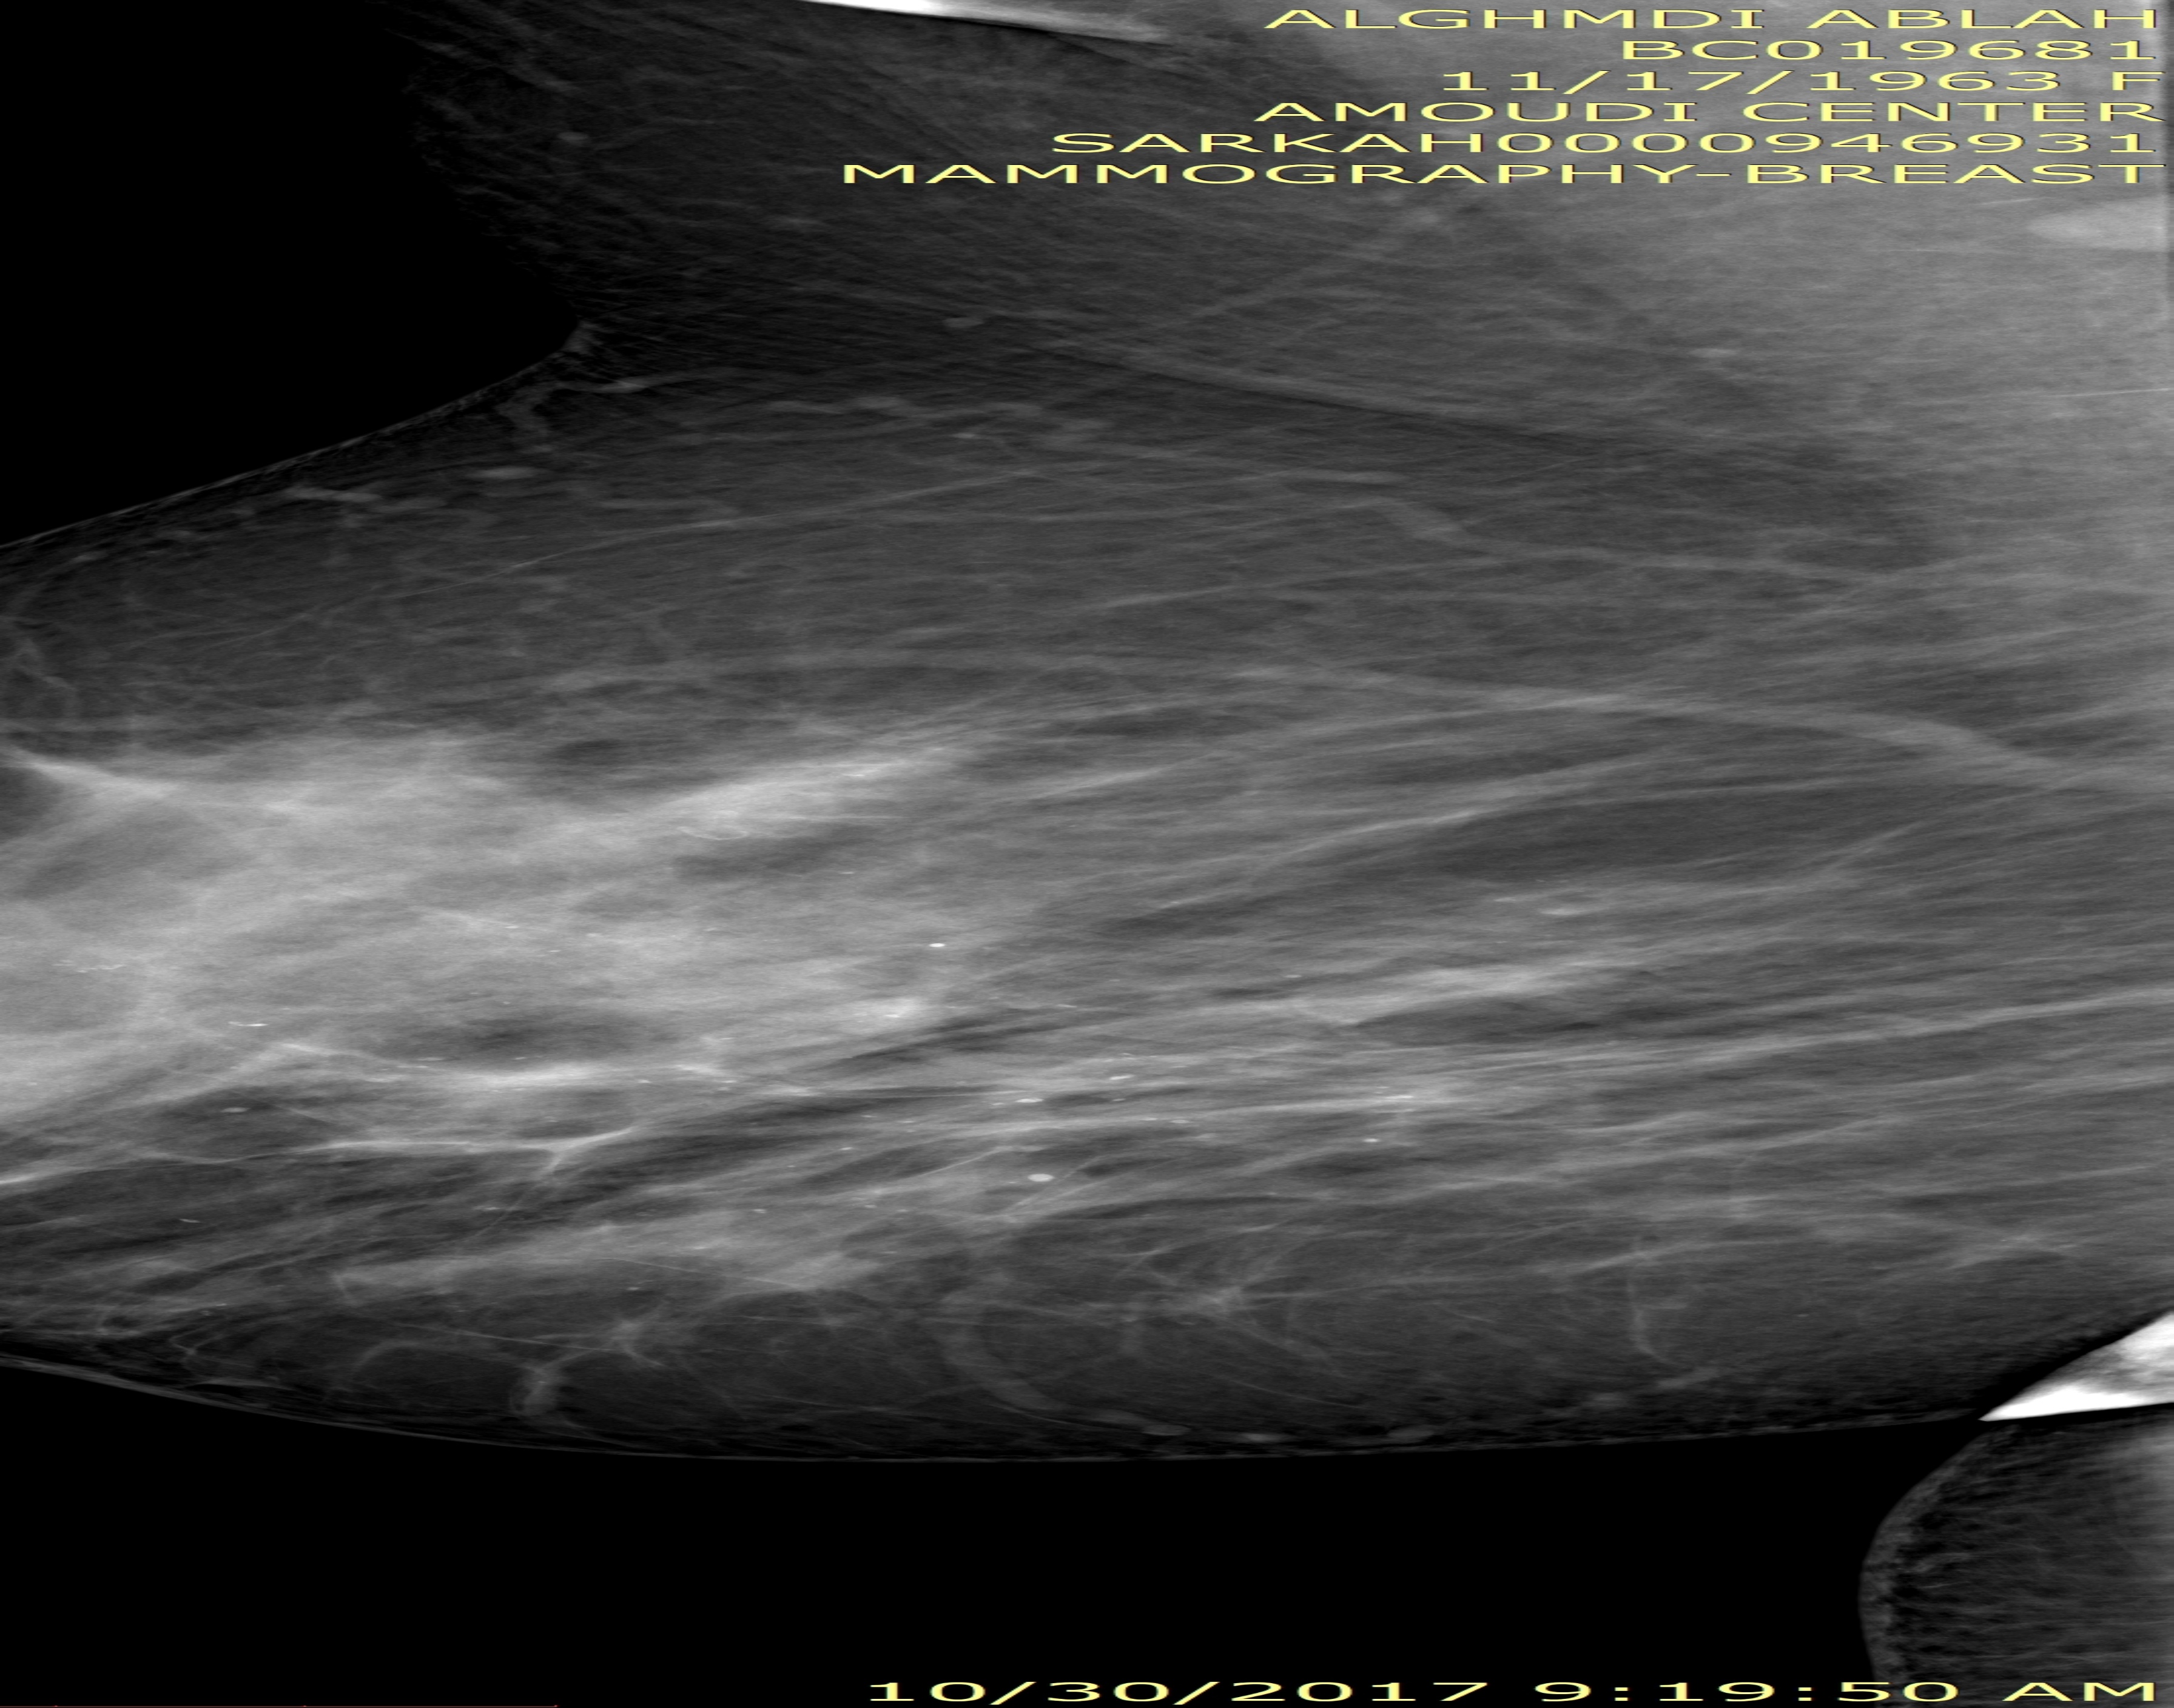 ALGHMDI ABLAH
BC019681
11/17/1963 F
AMOUDI CENTER
SARKAH0000946931
MAMMOGRAPHY-BREAST
10/30/2017 9:19:50 AM